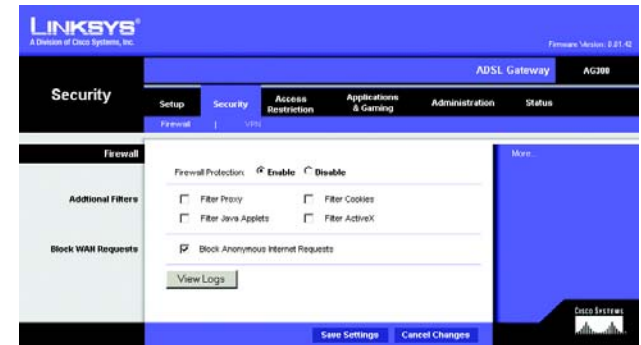 LINKSYS®
A Division of Cisco Systems, Inc.
Firmware Version: 0.01.42
ADSL Gateway AG300
Security
Setup Security Access Restriction Applications & Gaming Administration Status
Firewall | VPN
Firewall
More...
Firewall Protection: Enable Disable
Addtional Filters
Filter Proxy Filter Cookies
Filter Java Applets Filter ActiveX
Block WAN Requests
Block Anonymous Internet Requests
View Logs
Save Settings Cancel Changes
CISCO SYSTEMS